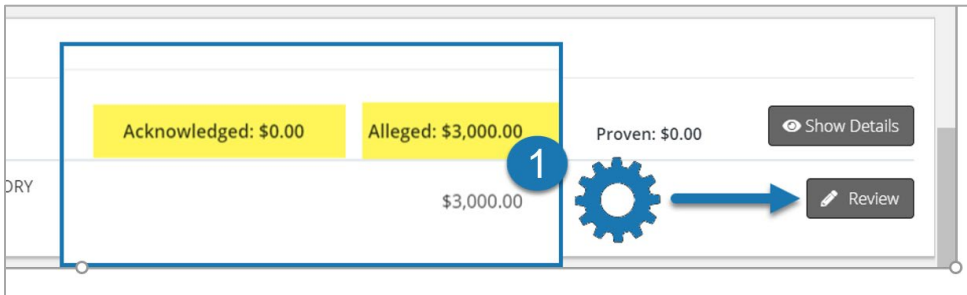 Acknowledged: $0.00 Alleged: $3,000.00 Proven: $0.00 Show Details
1
$3,000.00 Review